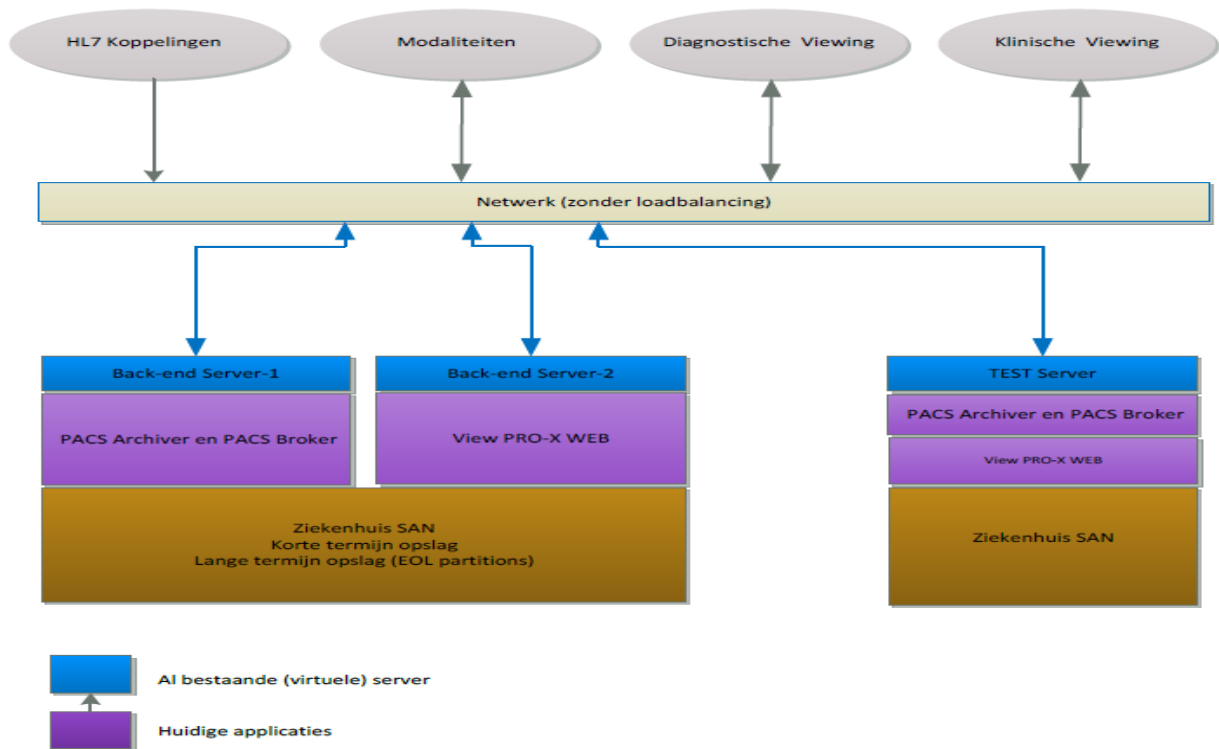 HL7 Koppelingen
Modaliteiten
Diagnostische Viewing
Klinische Viewing
Netwerk (zonder loadbalancing)
Back-end Server-1
Back-end Server-2
TEST Server
PACS Archiver en PACS Broker
View PRO-X WEB
PACS Archiver en PACS Broker
View PRO-X WEB
Ziekenhuis SAN
Korte termijn opslag
Lange termijn opslag (EOL partitions)
Ziekenhuis SAN
Al bestaande (virtuele) server
Huidige applicaties